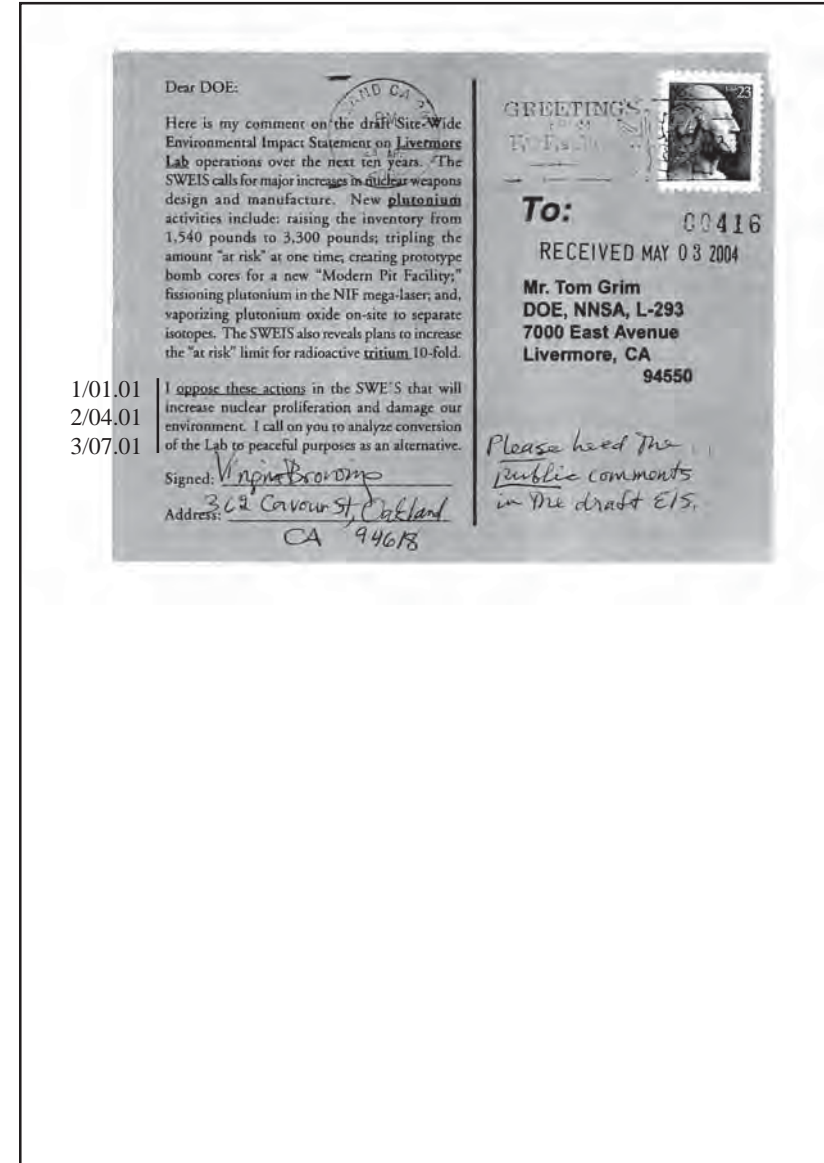 Dear DOE:
Here is my comment on the draft Site-Wide
Environmental Impact Statement on Livermore
Lab operations over the next ten years. The
SWEIS calls for major increases in nuclear weapons
design and manufacture. New plutonium
activities include: raising the inventory from
1,540 pounds to 3,300 pounds; tripling the
amount "at risk" at one time; creating prototype
bomb cores for a new "Modern Pit Facility;"
fissioning plutonium in the NIF mega-laser; and,
vaporizing plutonium oxide on-site to separate
isotopes. The SWEIS also reveals plans to increase
the "at risk" limit for radioactive tritium 10-fold.
1/01.01
2/04.01
3/07.01
I oppose these actions in the SWE'S that will
increase nuclear proliferation and damage our
environment. I call on you to analyze conversion
of the Lab to peaceful purposes as an alternative.
Signed:
Address: 362 Cavour St, Oakland
CA 94618
CA
GREETINGS
23
To:
00416
RECEIVED MAY 03 2004
Mr. Tom Grim
DOE, NNSA, L-293
7000 East Avenue
Livermore, CA
94550
Please heed The
public comments
in The draft EIS.